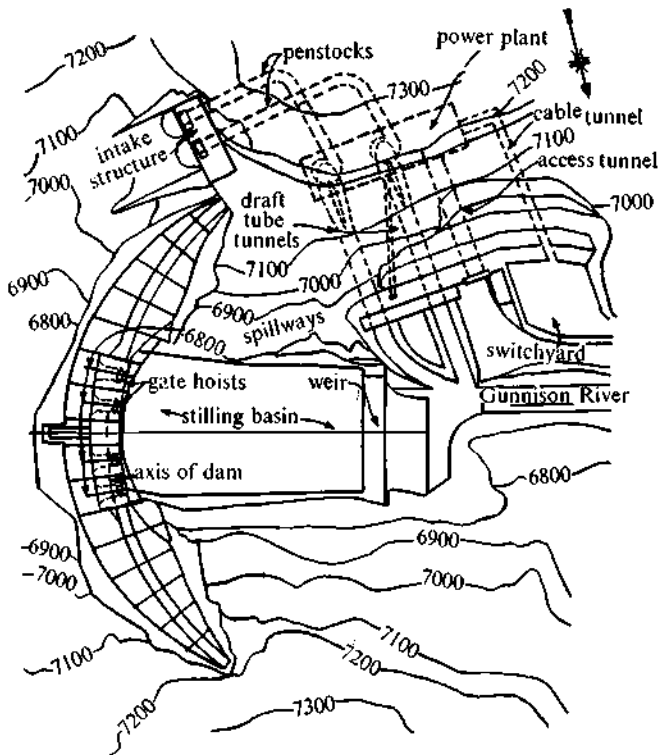 7200
penstocks
power plant
7300
7200
7100
intake
structure
cable tunnel
7100
access tunnel
7000
draft
tube
tunnels
7000
7100
7000
6900
6900
spillways
6800
6800
switchyard
gate hoists
weir
Gunnison River
stilling basin
axis of dam
6800
6900
6900
7000
7000
7100
7100
7200
7200
7300